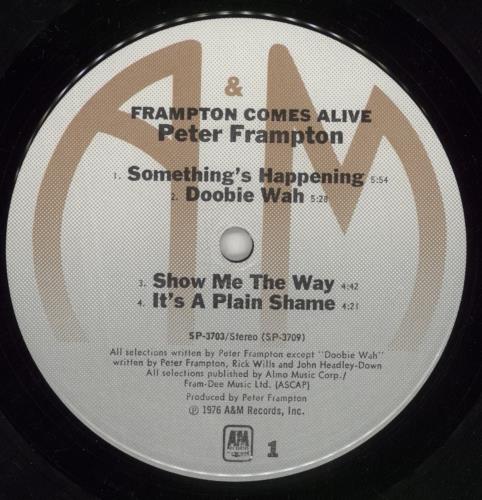 A & M
FRAMPTON COMES ALIVE
Peter Frampton
1. Something's Happening 5:54
2. Doobie Wah 5:28
3. Show Me The Way 4:42
4. It's A Plain Shame 4:21
SP-3703/Stereo (SP-3709)
All selections written by Peter Frampton except "Doobie Wah"
written by Peter Frampton, Rick Wills and John Headley-Down
All selections published by Almo Music Corp./
Fram-Dee Music Ltd. (ASCAP)
Produced by Peter Frampton
℗ 1976 A&M Records, Inc.
A&M
1